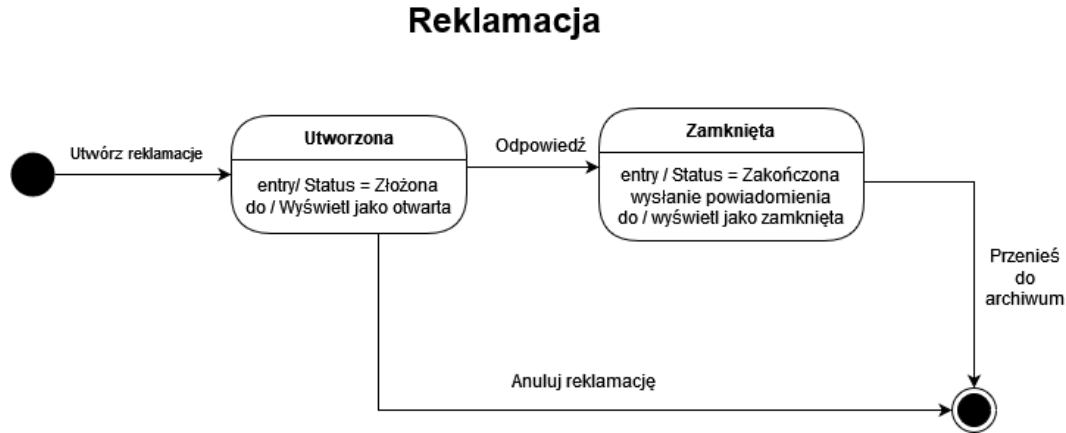 Reklamacja
Utwórz reklamacje
Utworzona
entry/ Status = Złożona
do / Wyświetl jako otwarta
Odpowiedź
Zamknięta
entry / Status = Zakończona
wysłanie powiadomienia
do / wyświetl jako zamknięta
Przenieś
do
archiwum
Anuluj reklamację